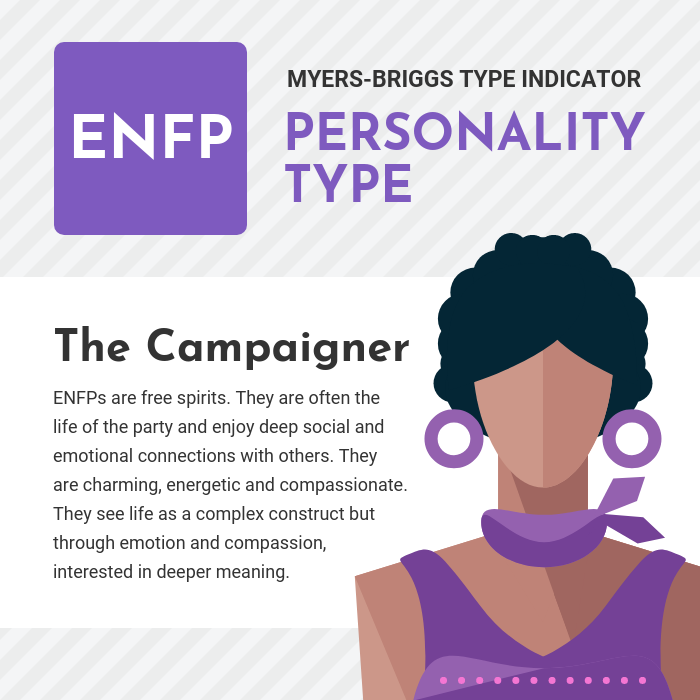 ENFP
MYERS-BRIGGS TYPE INDICATOR
PERSONALITY
TYPE
The Campaigner
ENFPs are free spirits. They are often the
life of the party and enjoy deep social and
emotional connections with others. They
are charming, energetic and compassionate.
They see life as a complex construct but
through emotion and compassion,
interested in deeper meaning.